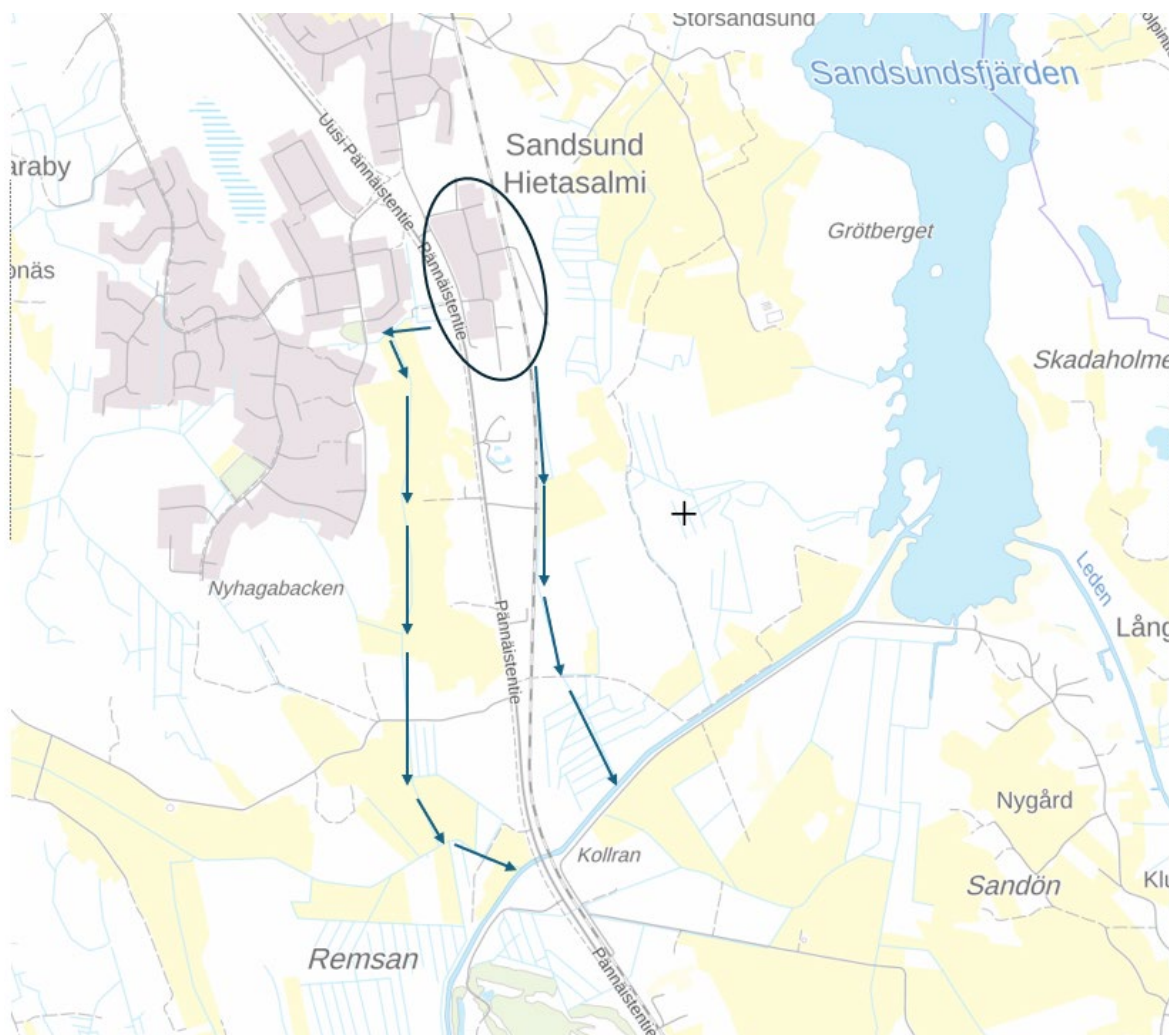 Storsandsund
Sandsundsfjärden
Uusi-Pännäistentie
Sandsund
Hietasalmi
araby
Grötberget
onäs
Pännäistentie
Skadaholme
Leden
Nyhagabacken
Pännäistentie
Lång
Nygård
Kollran
Sandön
Klu
Remsan
Pännäistentie